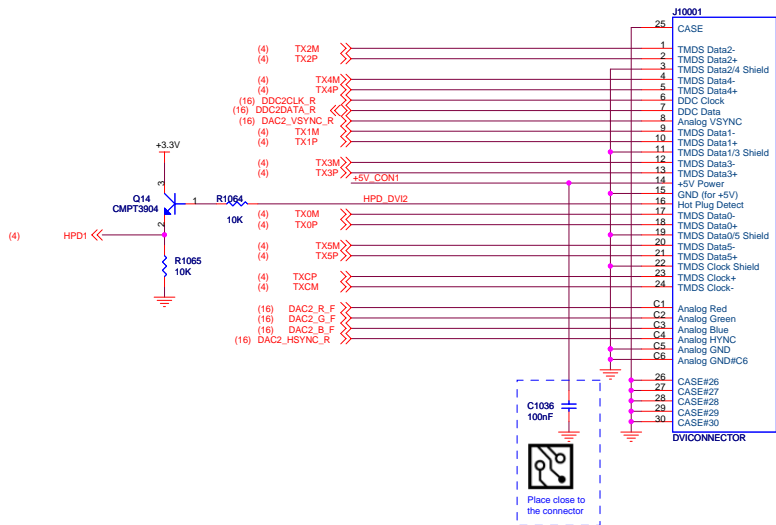 J10001
25 CASE
(4) TX2M 1 TMDS Data2-
(4) TX2P 2 TMDS Data2+
3 TMDS Data2/4 Shield
(4) TX4M 4 TMDS Data4-
(4) TX4P 5 TMDS Data4+
(16) DDC2CLK_R 6 DDC Clock
(16) DDC2DATA_R 7 DDC Data
(16) DAC2_VSYNC_R 8 Analog VSYNC
(4) TX1M 9 TMDS Data1-
(4) TX1P 10 TMDS Data1+
11 TMDS Data1/3 Shield
(4) TX3M 12 TMDS Data3-
(4) TX3P 13 TMDS Data3+
+5V_CON1 14 +5V Power
15 GND (for +5V)
HPD_DVI2 16 Hot Plug Detect
(4) TX0M 17 TMDS Data0-
(4) TX0P 18 TMDS Data0+
19 TMDS Data0/5 Shield
(4) TX5M 20 TMDS Data5-
(4) TX5P 21 TMDS Data5+
22 TMDS Clock Shield
(4) TXCP 23 TMDS Clock+
(4) TXCM 24 TMDS Clock-
(16) DAC2_R_F C1 Analog Red
(16) DAC2_G_F C2 Analog Green
(16) DAC2_B_F C3 Analog Blue
(16) DAC2_HSYNC_R C4 Analog HYNC
C5 Analog GND
C6 Analog GND#C6
26 CASE#26
27 CASE#27
28 CASE#28
29 CASE#29
30 CASE#30
DVICONNECTOR
+3.3V
3
Q14
CMPT3904
1
2
R1064
10K
(4) HPD1
R1065
10K
C1036
100nF
Place close to
the connector